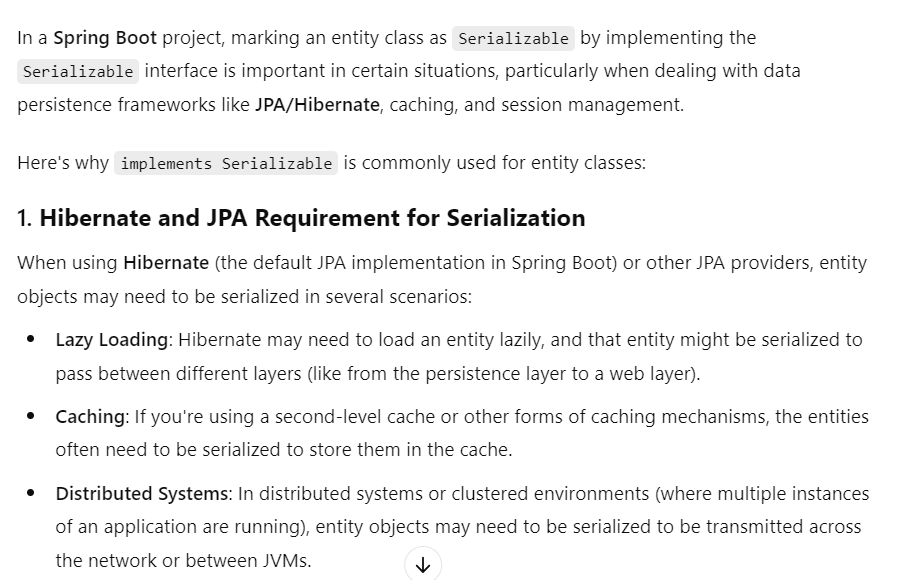 In a Spring Boot project, marking an entity class as Serializable by implementing the
Serializable interface is important in certain situations, particularly when dealing with data
persistence frameworks like JPA/Hibernate, caching, and session management.
Here's why implements Serializable is commonly used for entity classes:
1. Hibernate and JPA Requirement for Serialization
When using Hibernate (the default JPA implementation in Spring Boot) or other JPA providers, entity
objects may need to be serialized in several scenarios:
• Lazy Loading: Hibernate may need to load an entity lazily, and that entity might be serialized to
pass between different layers (like from the persistence layer to a web layer).
• Caching: If you're using a second-level cache or other forms of caching mechanisms, the entities
often need to be serialized to store them in the cache.
• Distributed Systems: In distributed systems or clustered environments (where multiple instances
of an application are running), entity objects may need to be serialized to be transmitted across
the network or between JVMs.